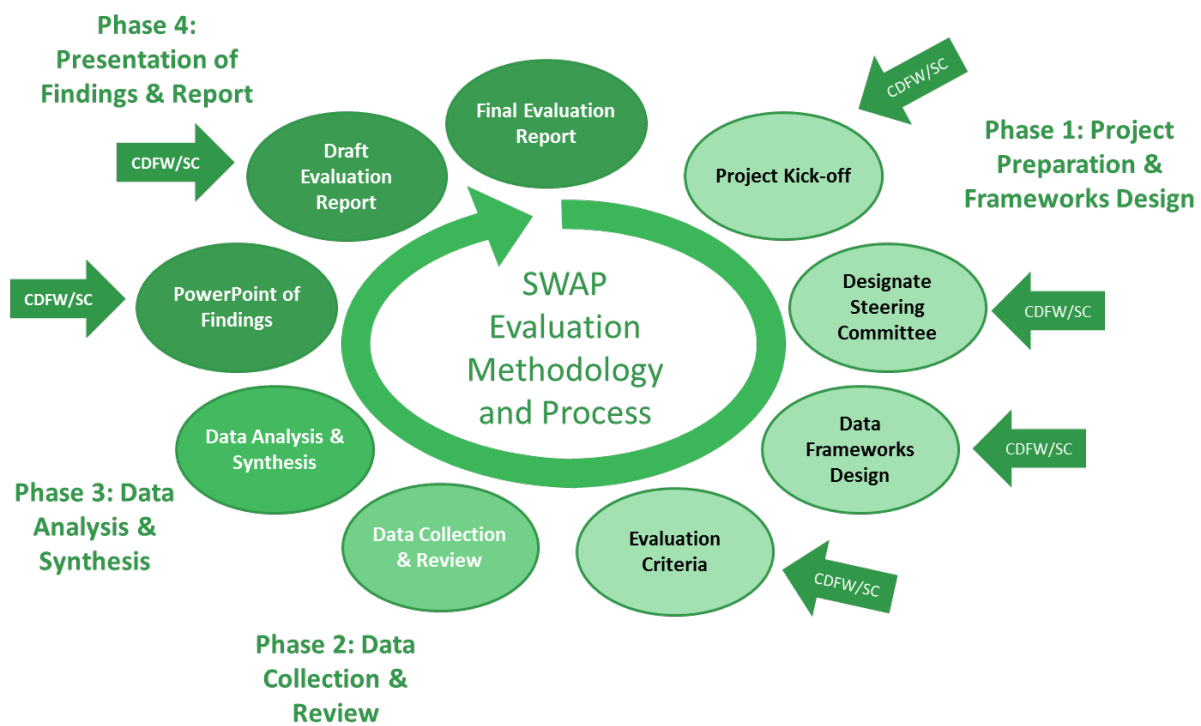 Phase 4:
Presentation of
Findings & Report
CDFW/SC
Final Evaluation
Report
CDFW/SC
Draft
Evaluation
Report
Project Kick-off
Phase 1: Project
Preparation &
Frameworks Design
CDFW/SC
PowerPoint of
Findings
SWAP
Evaluation
Methodology
and Process
Designate
Steering
Committee
CDFW/SC
Data Analysis &
Synthesis
Data
Frameworks
Design
CDFW/SC
Phase 3: Data
Analysis &
Synthesis
Data Collection
& Review
Evaluation
Criteria
CDFW/SC
Phase 2: Data
Collection &
Review